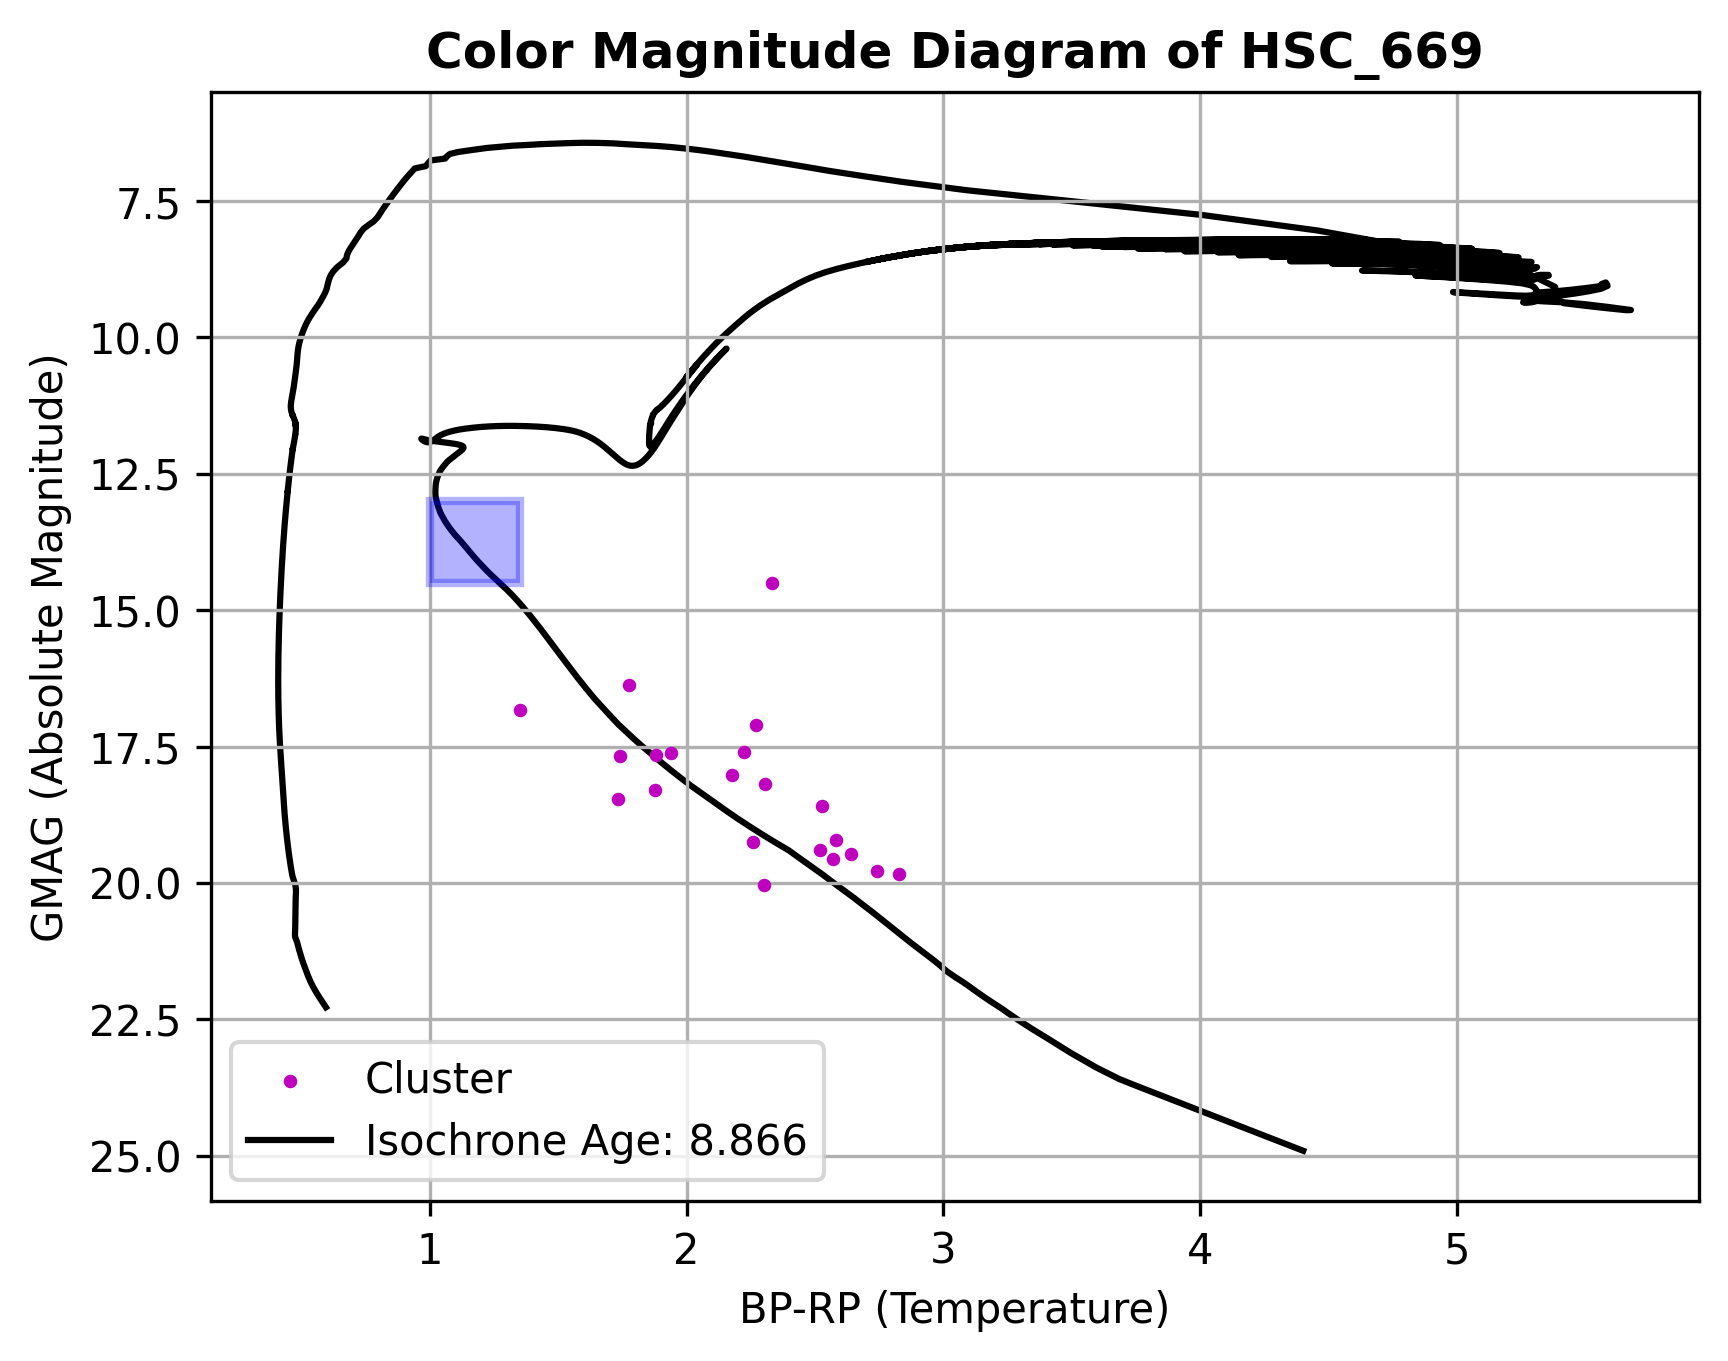 Color Magnitude Diagram of HSC_669
GMAG (Absolute Magnitude)
7.5
10.0
12.5
15.0
17.5
20.0
22.5
25.0
Cluster
Isochrone Age: 8.866
1 2 3 4 5
BP-RP (Temperature)